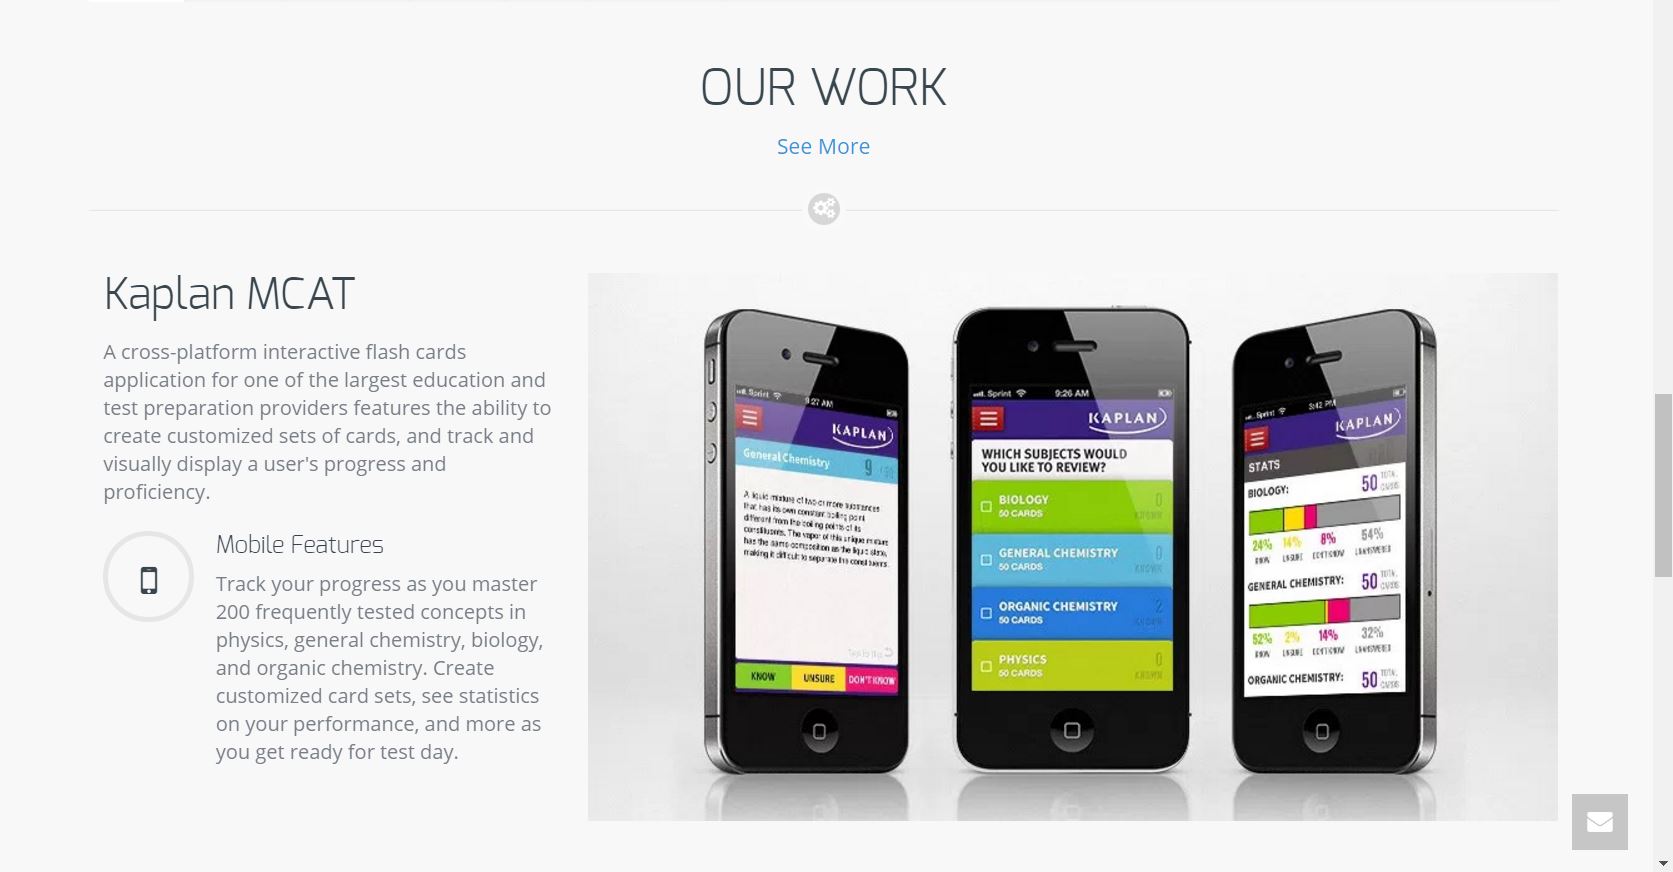 OUR WORK
See More
Kaplan MCAT
A cross-platform interactive flash cards
application for one of the largest education and
test preparation providers features the ability to
create customized sets of cards, and track and
visually display a user's progress and
proficiency.
Mobile Features
Track your progress as you master
200 frequently tested concepts in
physics, general chemistry, biology,
and organic chemistry. Create
customized card sets, see statistics
on your performance, and more as
you get ready for test day.
Sprint 9:27 AM
KAPLAN
General Chemistry 9
A liquid mixture of two or more substances
that has its own constant boiling point
different from the boiling points of its
constituents. The vapor of this unique mixture
has the same composition as the liquid state,
making it difficult to separate the constituents.
KNOW UNSURE DON'T KNOW
Sprint 9:26 AM
KAPLAN
WHICH SUBJECTS WOULD
YOU LIKE TO REVIEW?
BIOLOGY 0
50 CARDS KNOWN
GENERAL CHEMISTRY 0
50 CARDS KNOWN
ORGANIC CHEMISTRY 2
50 CARDS KNOWN
PHYSICS 0
50 CARDS KNOWN
Sprint 3:42 PM
KAPLAN
STATS
BIOLOGY: 50 TOTAL CARDS
24% 14% 8% 54%
KNOW UNSURE DON'T KNOW UNANSWERED
GENERAL CHEMISTRY: 50 TOTAL CARDS
52% 2% 14% 32%
KNOW UNSURE DON'T KNOW UNANSWERED
ORGANIC CHEMISTRY: 50 TOTAL CARDS